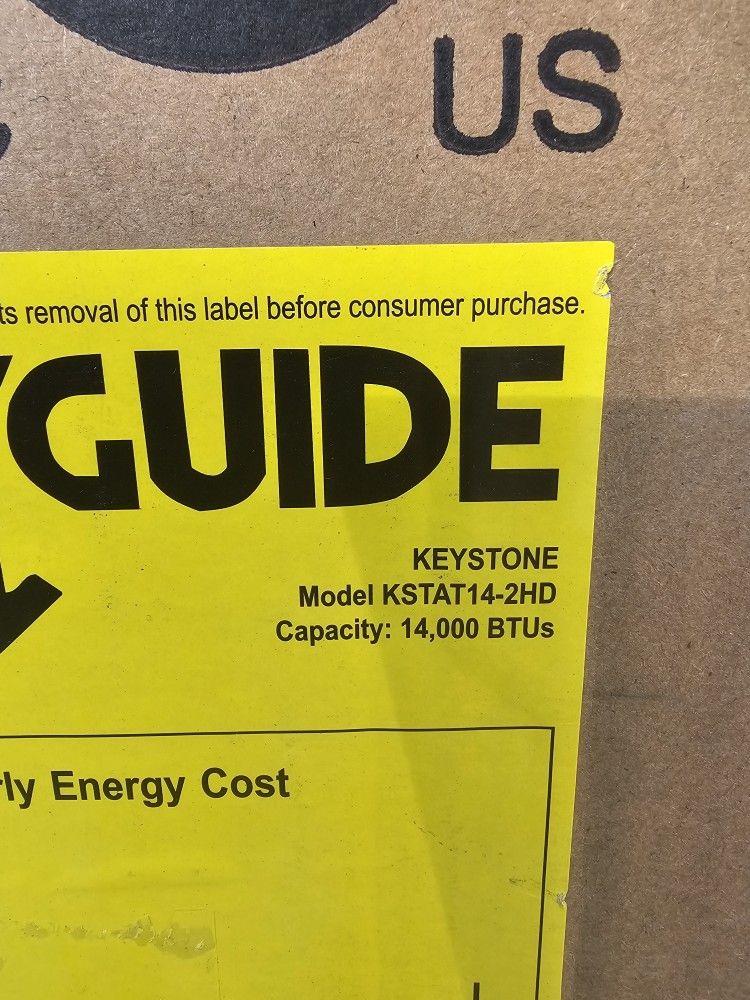 US
ts removal of this label before consumer purchase.
YGUIDE
KEYSTONE
Model KSTAT14-2HD
Capacity: 14,000 BTUs
rly Energy Cost